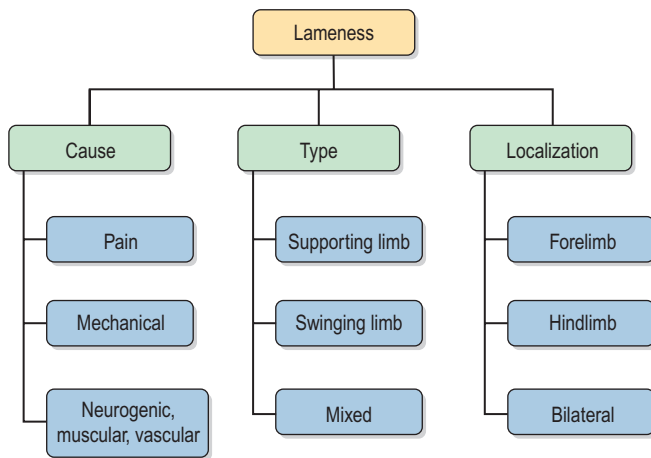 Lameness
Cause
Type
Localization
Pain
Supporting limb
Forelimb
Mechanical
Swinging limb
Hindlimb
Neurogenic,
muscular, vascular
Mixed
Bilateral